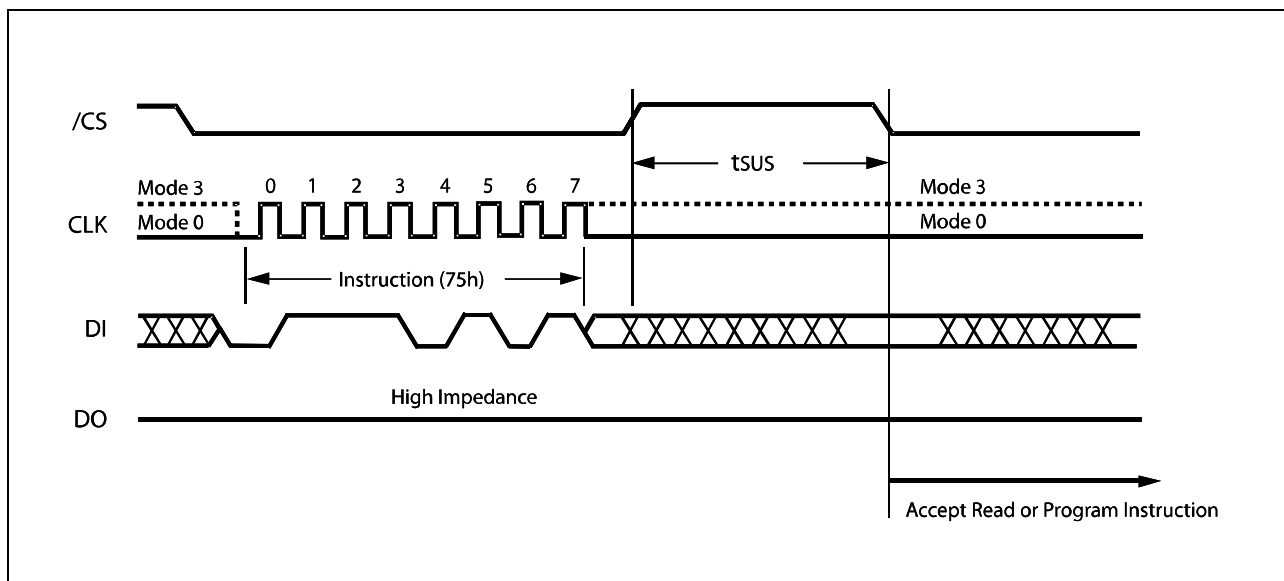 /CS
tSUS
Mode 3
0 1 2 3 4 5 6 7
Mode 3
CLK
Mode 0
Mode 0
Instruction (75h)
DI
High Impedance
DO
Accept Read or Program Instruction